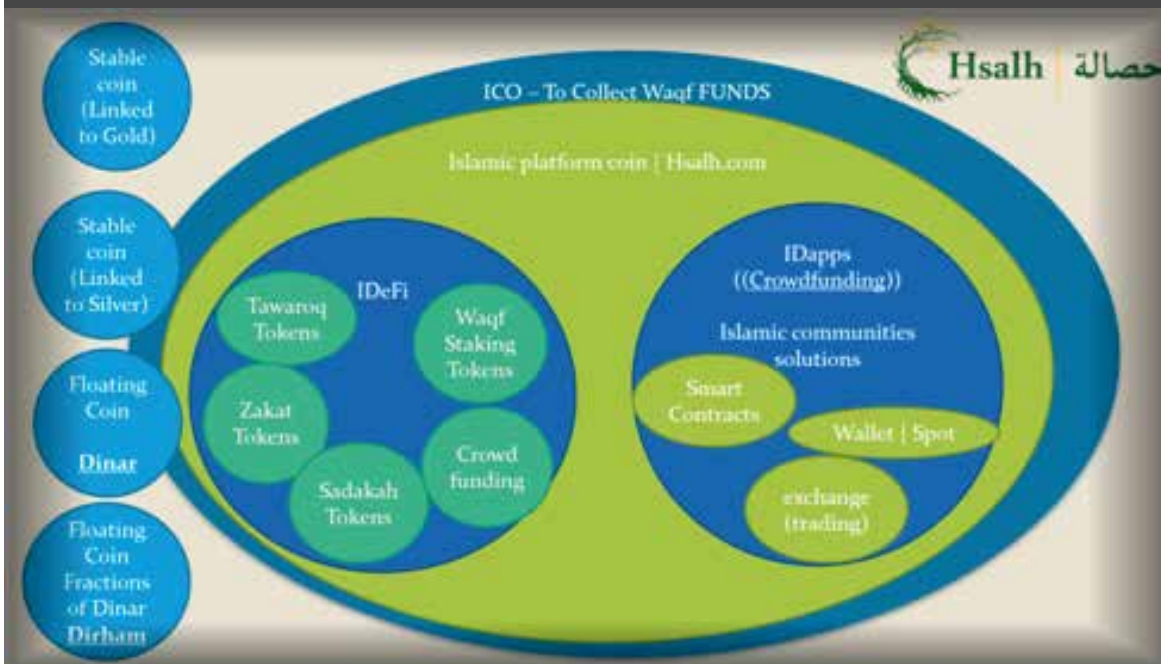 Stable
coin
(Linked
to Gold)
Stable
coin
(Linked
to Silver)
Floating
Coin
Dinar
Floating
Coin
Fractions
of Dinar
Dirham
Hsalh | حصالة
ICO – To Collect Waqf FUNDS
Islamic platform coin | Hsalh.com
IDeFi
Tawaroq
Tokens
Waqf
Staking
Tokens
Zakat
Tokens
Crowd
funding
Sadakah
Tokens
IDapps
((Crowdfunding))
Islamic communities
solutions
Smart
Contracts
Wallet | Spot
exchange
(trading)